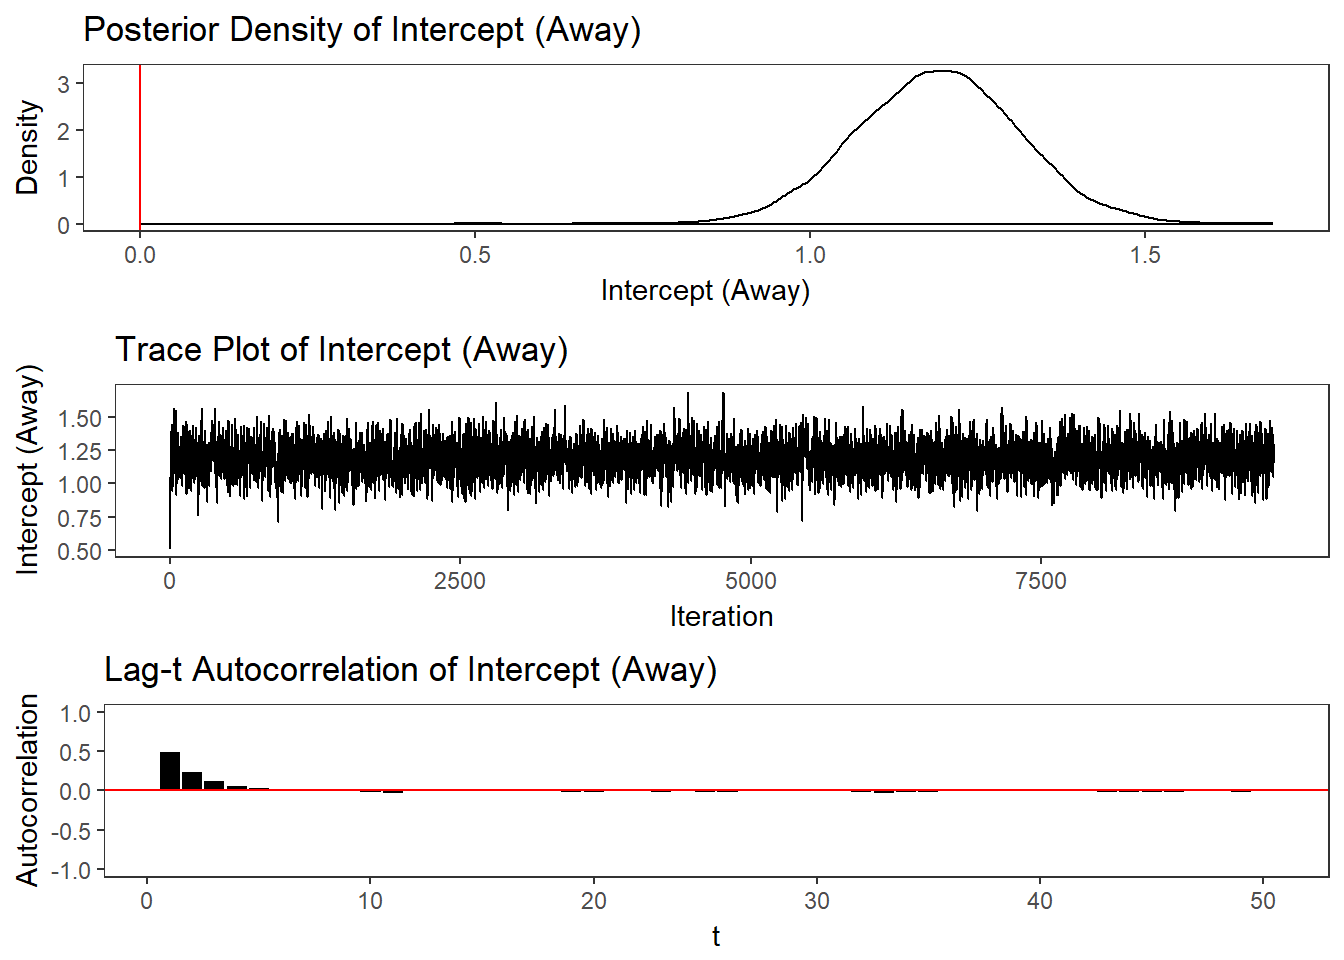 Posterior Density of Intercept (Away)
Density
3
2
1
0
0.0 0.5 1.0 1.5
Intercept (Away)
Trace Plot of Intercept (Away)
Intercept (Away)
1.50
1.25
1.00
0.75
0.50
0 2500 5000 7500
Iteration
Lag-t Autocorrelation of Intercept (Away)
Autocorrelation
1.0
0.5
0.0
-0.5
-1.0
0 10 20 30 40 50
t